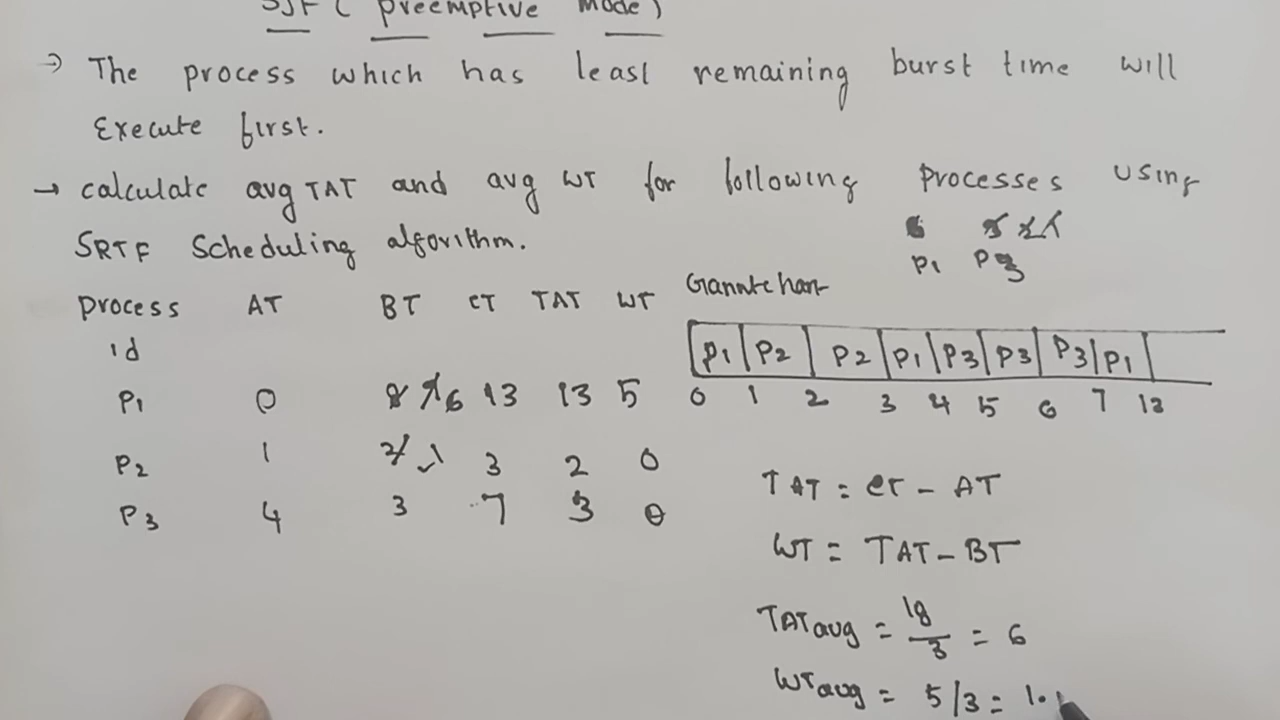 SJF ( preemptive mode)
→ The process which has least remaining burst time will
Execute first.
→ calculate avg TAT and avg WT for following processes using
SRTF Scheduling algorithm.
P1 P3
Process AT BT CT TAT WT
id
Ganntchart
P1 P2 P2 P1 P3 P3 P3 P1
0 1 2 3 4 5 6 7 13
P1 0 8 7 6 13 13 5
P2 1 2 1 3 2 0
P3 4 3 7 3 0
TAT = CT - AT
WT = TAT - BT
TATavg = 18/3 = 6
WTavg = 5/3 = 1.